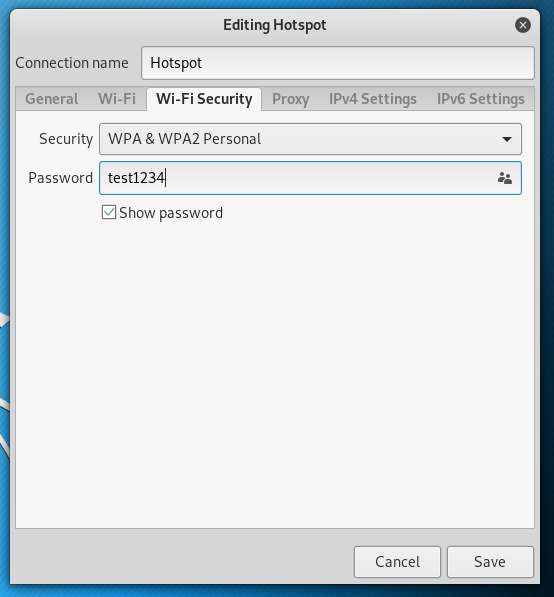 Editing Hotspot
Connection name Hotspot
General Wi-Fi Wi-Fi Security Proxy IPv4 Settings IPv6 Settings
Security WPA & WPA2 Personal
Password test1234
Show password
Cancel Save